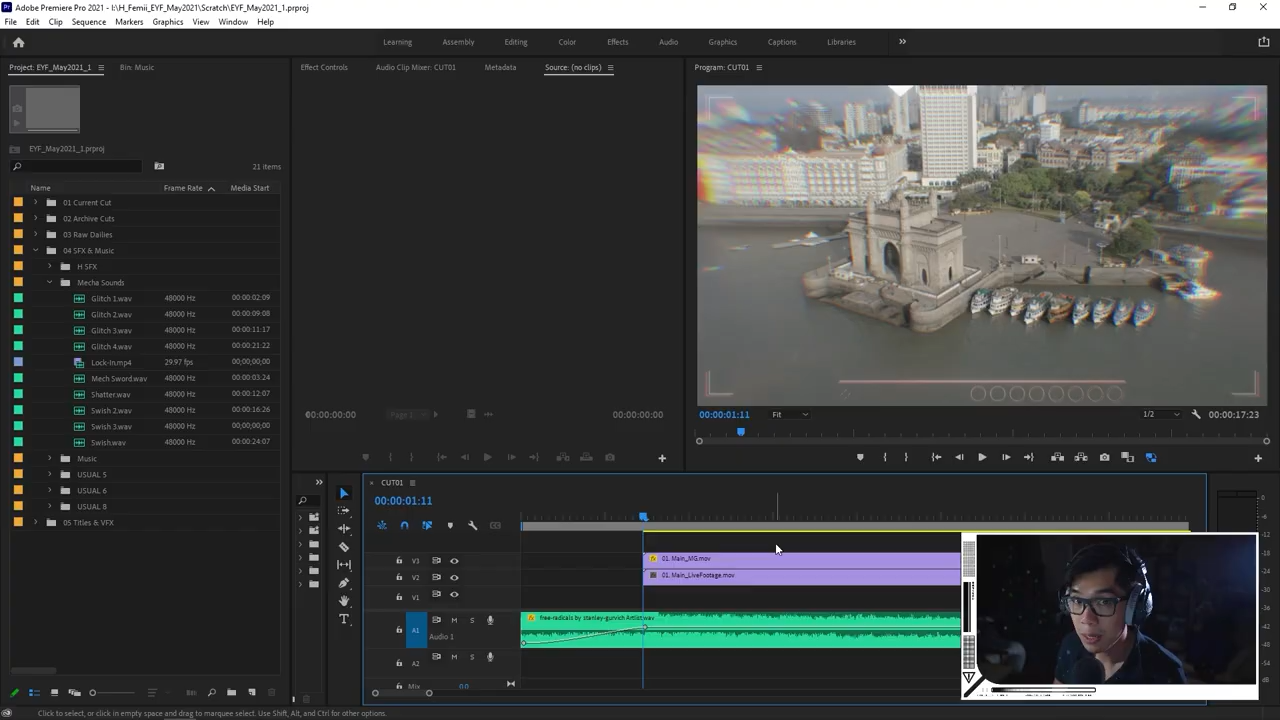 Adobe Premiere Pro 2021 - I:\H_Femii_EYF_May2021\Scratch\EYF_May2021_1.prproj
File Edit Clip Sequence Markers Graphics View Window Help
Learning Assembly Editing Color Effects Audio Graphics Captions Libraries
Project: EYF_May2021_1 Bin: Music
Effect Controls Audio Clip Mixer: CUT01 Metadata Source: (no clips)
Program: CUT01
EYF_May2021_1.prproj
21 items
Name Frame Rate Media Start
01 Current Cut
02 Archive Cuts
03 Raw Dailies
04 SFX & Music
H SFX
Mecha Sounds
Glitch 1.wav 48000 Hz 00:00:02:09
Glitch 2.wav 48000 Hz 00:00:09:08
Glitch 3.wav 48000 Hz 00:00:11:17
Glitch 4.wav 48000 Hz 00:00:21:22
Lock-In.mp4 29.97 fps 00;00;00;00
Mech Sword.wav 48000 Hz 00:00:03:24
Shatter.wav 48000 Hz 00:00:12:07
Swish 2.wav 48000 Hz 00:00:16:26
Swish 3.wav 48000 Hz 00;00;00;00
Swish.wav 48000 Hz 00:00:24:07
Music
USUAL 5
USUAL 6
USUAL 8
05 Titles & VFX
00:00:00:00 Page 1 00:00:00:00
00:00:01:11 Fit 1/2 00:00:17:23
CUT01
00:00:01:11
V3 01. Main_MG.mov
V2 01. Main_LiveFootage.mov
V1
A1 M S free-radicals by stanley-gurvich Artlist.wav
Audio 1
A2 M S
Mix 0.0
0
-6
-12
-18
-24
dB
Click to select, or click in empty space and drag to marquee select. Use Shift, Alt, and Ctrl for other options.